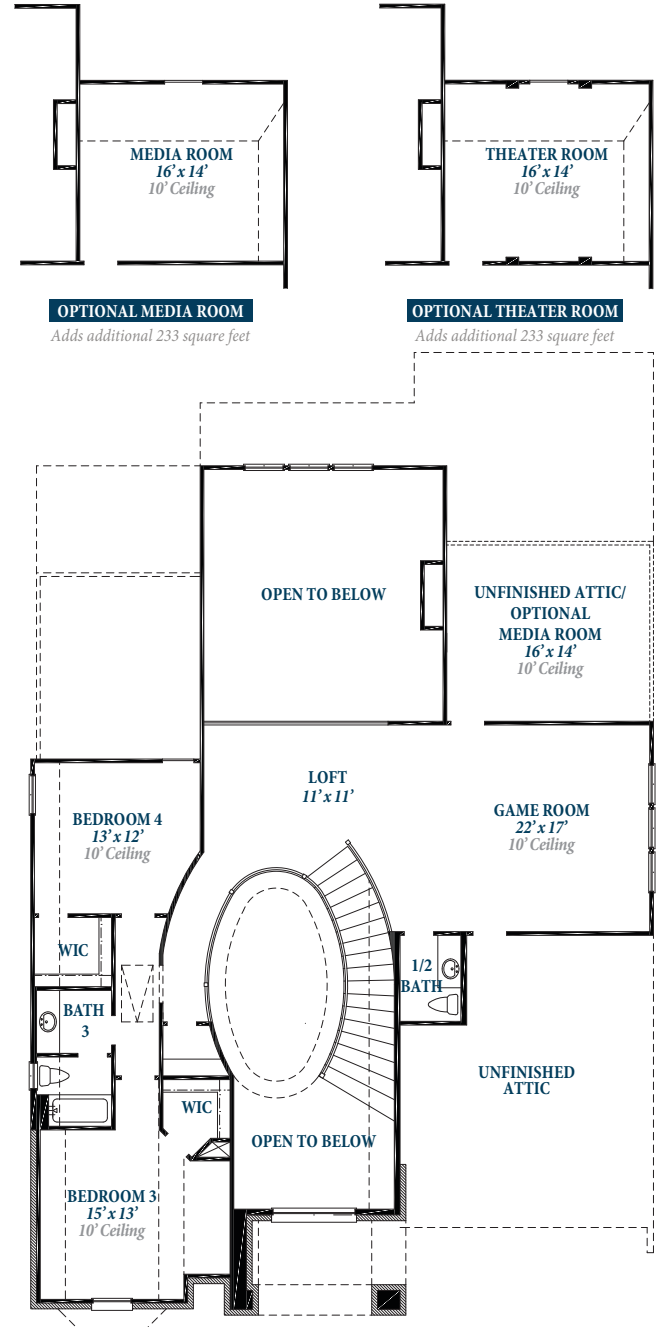 MEDIA ROOM
16’ x 14’
10’ Ceiling
OPTIONAL MEDIA ROOM
Adds additional 233 square feet
THEATER ROOM
16’ x 14’
10’ Ceiling
OPTIONAL THEATER ROOM
Adds additional 233 square feet
OPEN TO BELOW
UNFINISHED ATTIC/
OPTIONAL
MEDIA ROOM
16’ x 14’
10’ Ceiling
LOFT
11’ x 11’
GAME ROOM
22’ x 17’
10’ Ceiling
BEDROOM 4
13’ x 12’
10’ Ceiling
WIC
1/2
BATH
BATH
3
UNFINISHED
ATTIC
WIC
OPEN TO BELOW
BEDROOM 3
15’ x 13’
10’ Ceiling